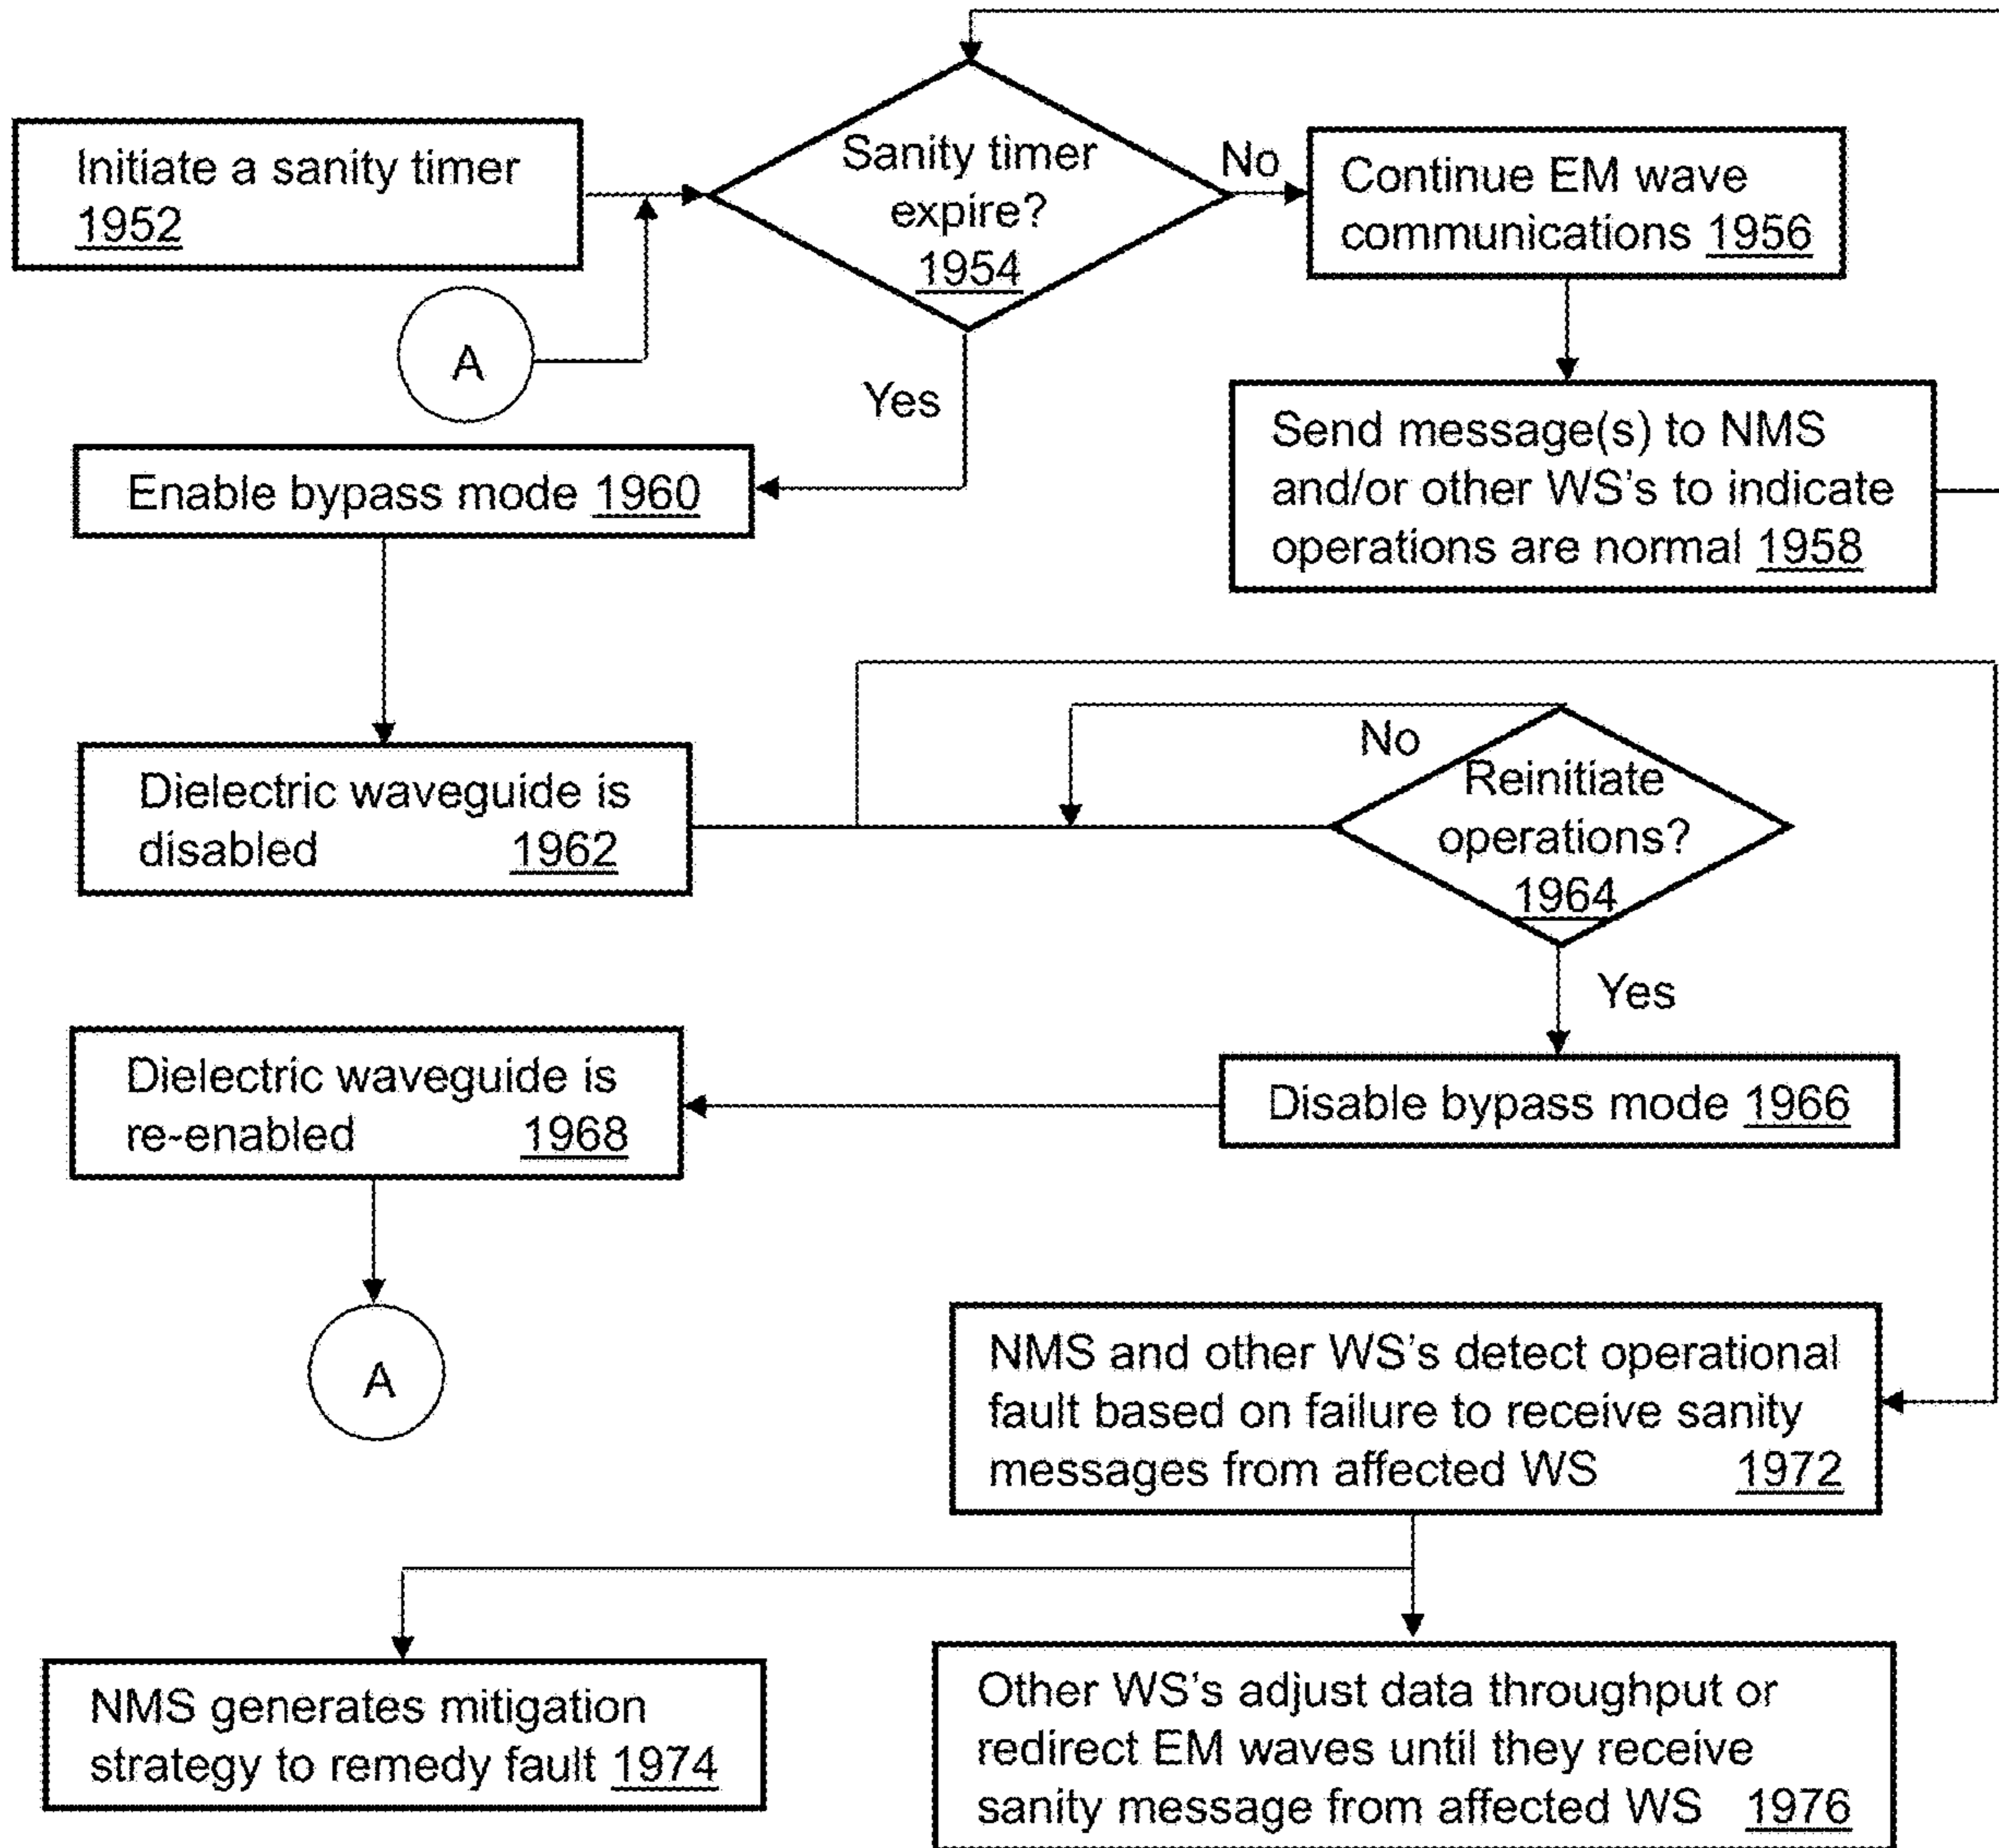 Initiate a sanity timer
1952
Sanity timer
expire?
1954
No
Continue EM wave
communications 1956
A
Yes
Send message(s) to NMS
and/or other WS's to indicate
operations are normal 1958
Enable bypass mode 1960
Dielectric waveguide is
disabled 1962
No
Reinitiate
operations?
1964
Yes
Disable bypass mode 1966
Dielectric waveguide is
re-enabled 1968
A
NMS and other WS's detect operational
fault based on failure to receive sanity
messages from affected WS 1972
NMS generates mitigation
strategy to remedy fault 1974
Other WS's adjust data throughput or
redirect EM waves until they receive
sanity message from affected WS 1976